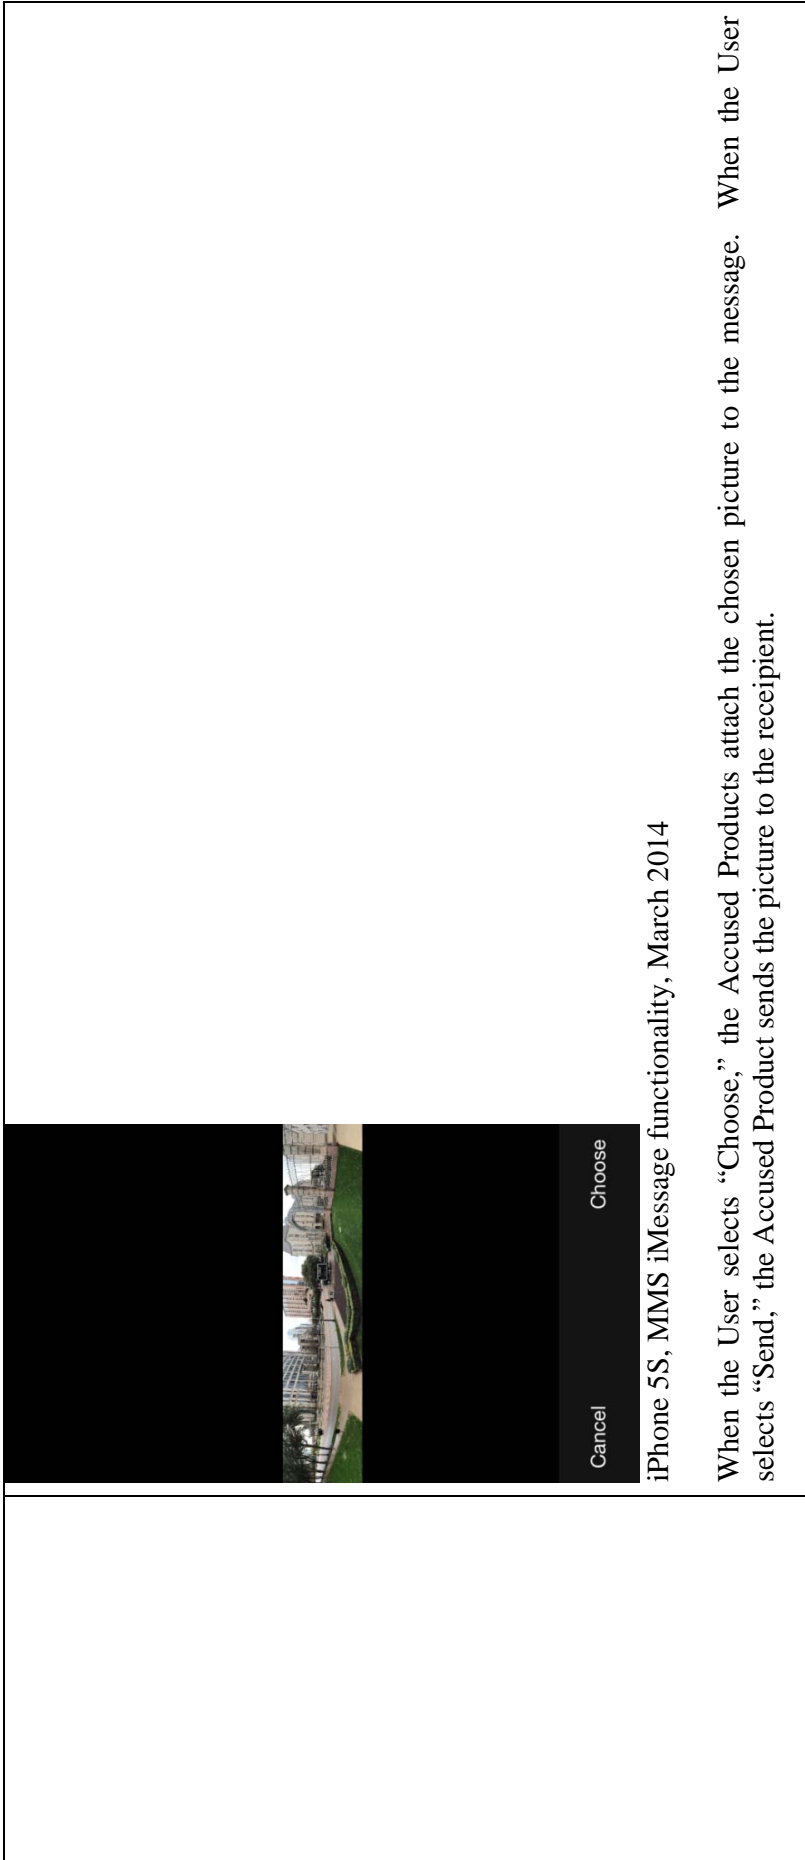 Cancel Choose
iPhone 5S, MMS iMessage functionality, March 2014
When the User selects “Choose,” the Accused Products attach the chosen picture to the message. When the User
selects “Send,” the Accused Product sends the picture to the receipient.